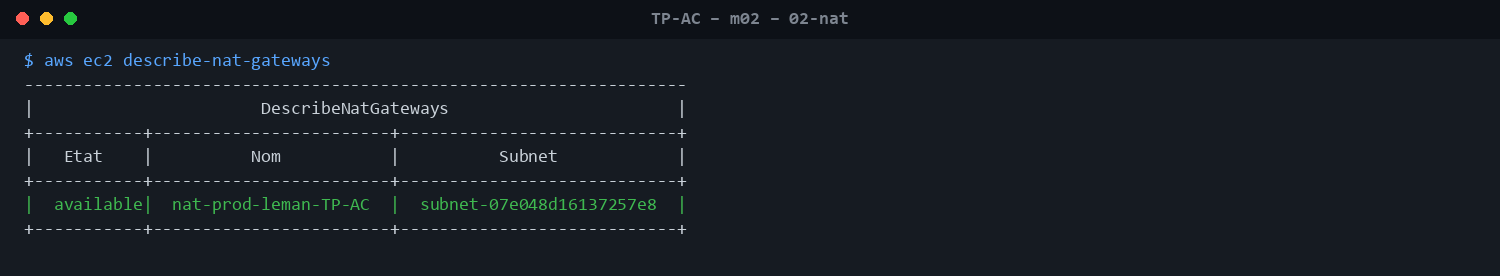 TP-AC – m02 – 02-nat
$ aws ec2 describe-nat-gateways
-------------------------------------------------------------------
|                       DescribeNatGateways                       |
+-----------+------------------------+----------------------------+
|   Etat    |          Nom           |          Subnet            |
+-----------+------------------------+----------------------------+
|  available|  nat-prod-leman-TP-AC  |  subnet-07e048d16137257e8  |
+-----------+------------------------+----------------------------+